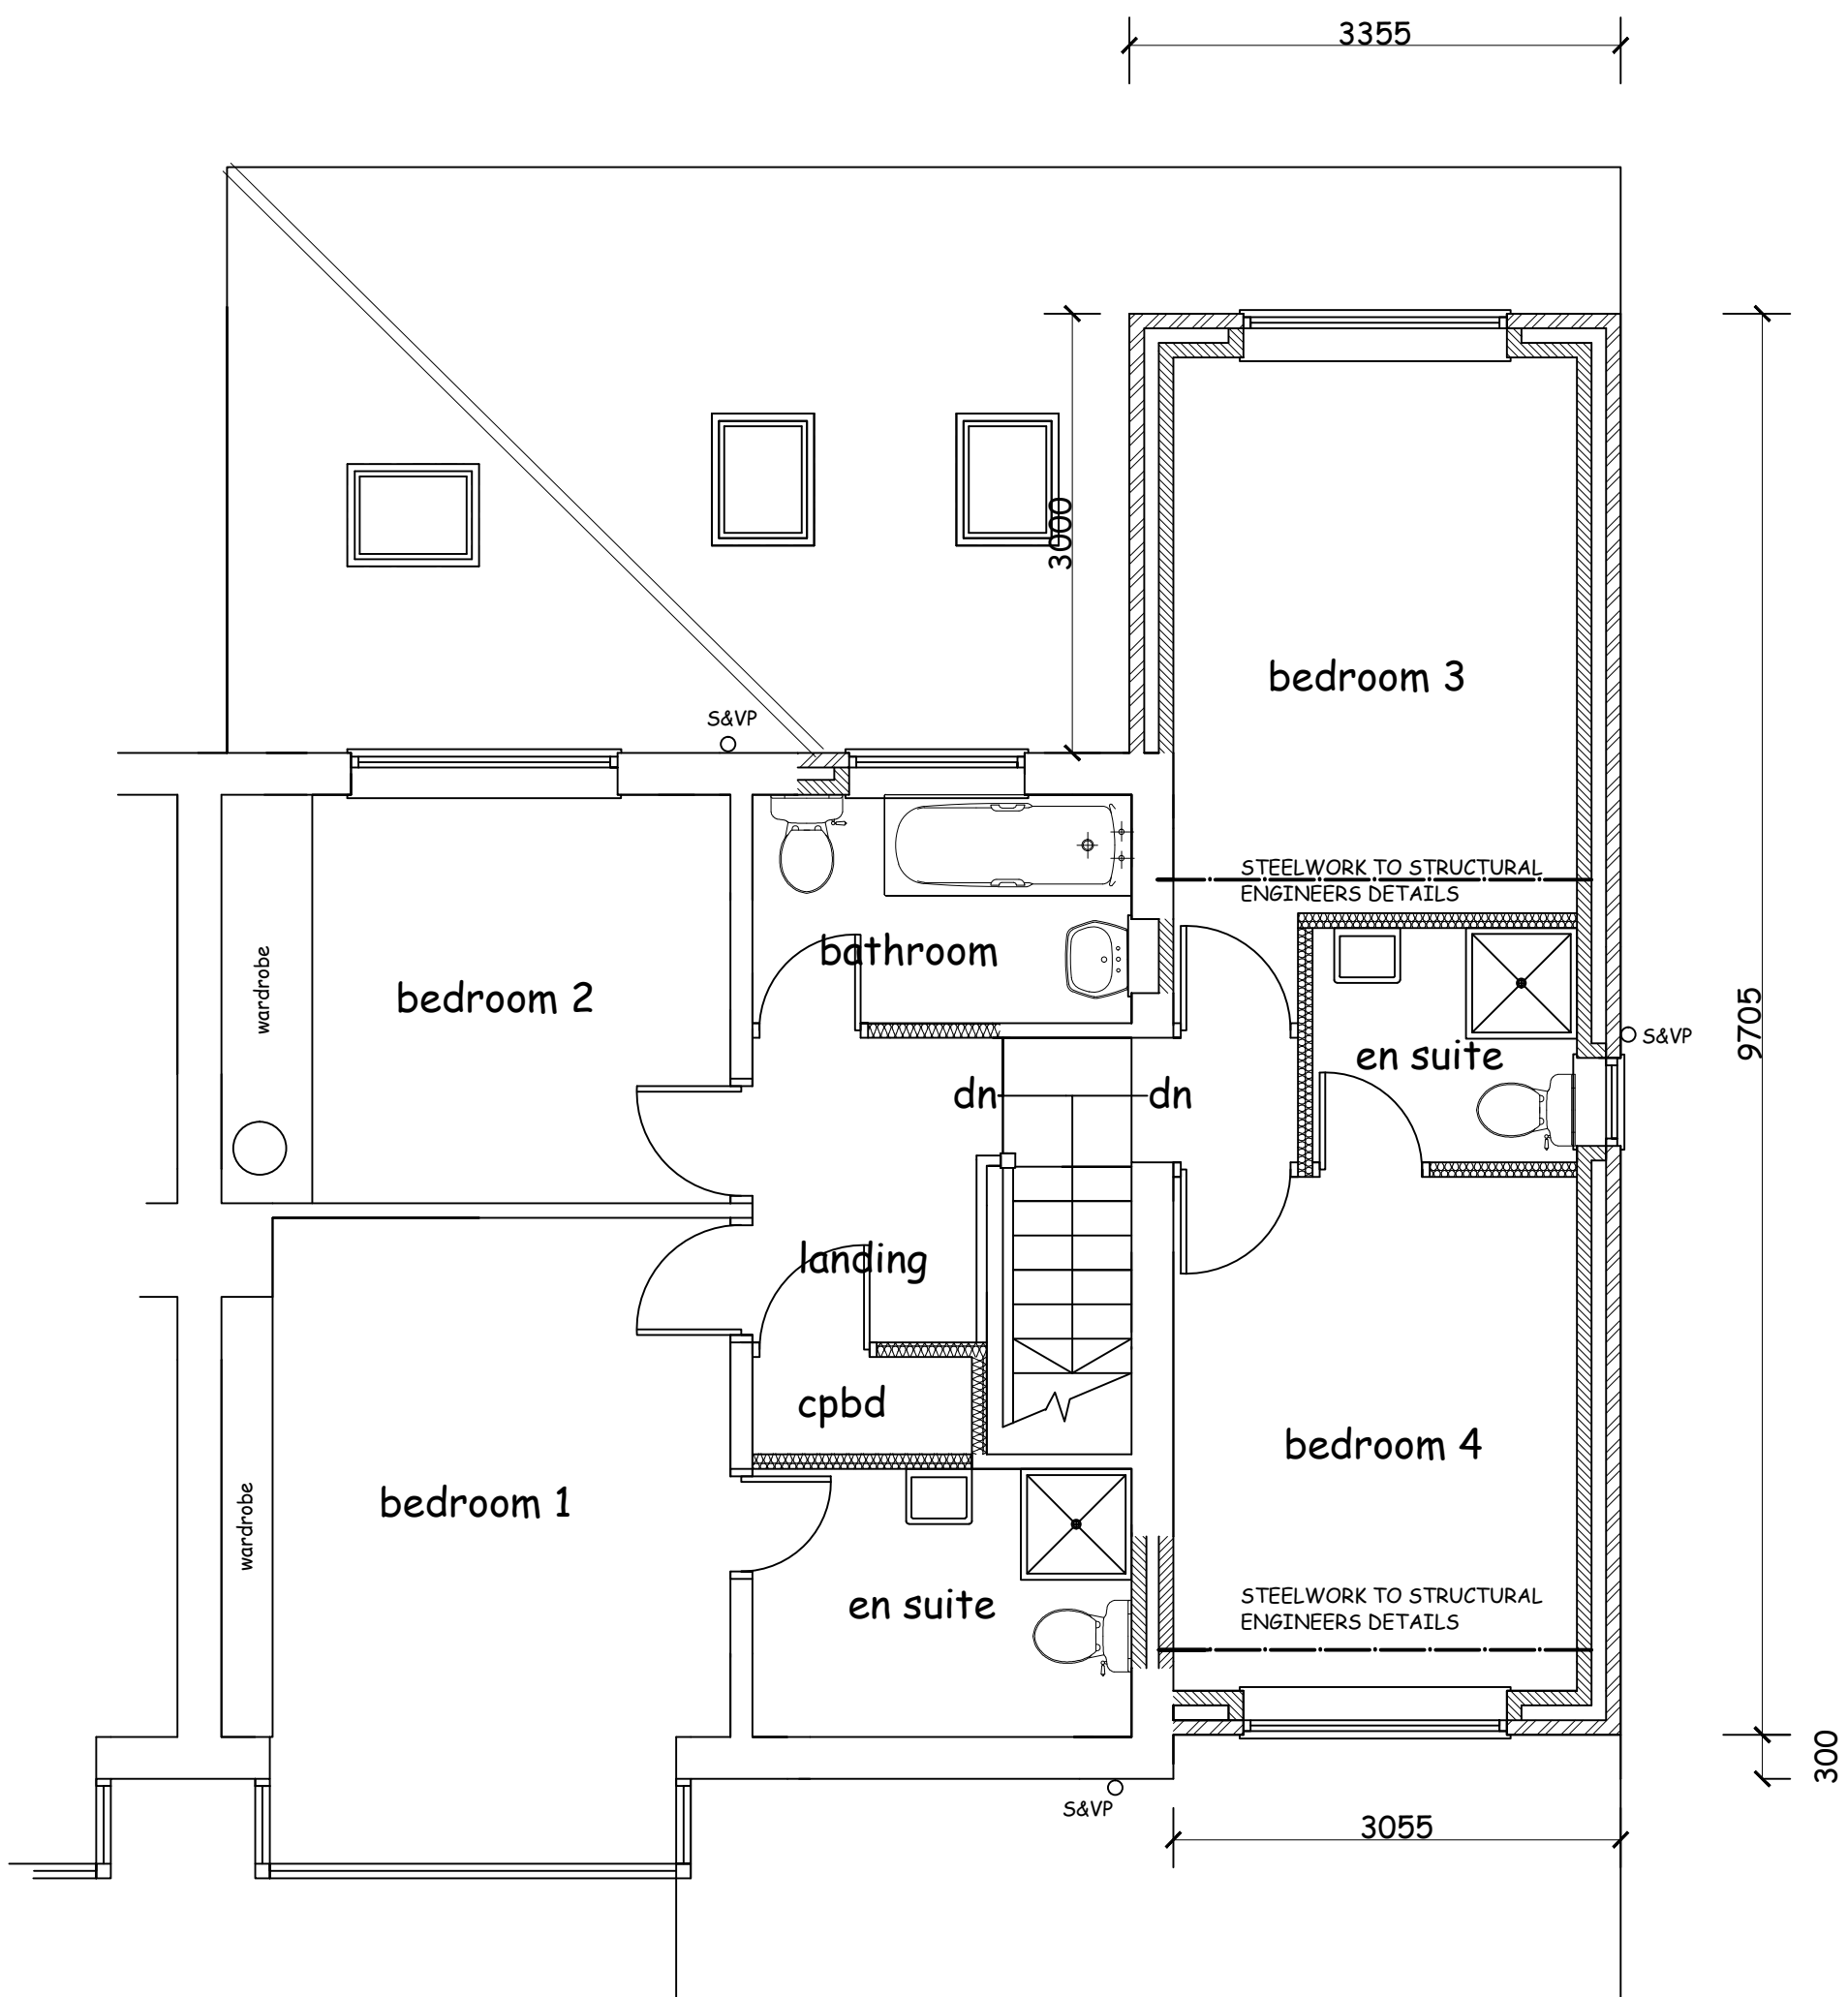 3355
3000
bedroom 3
S&VP
STEELWORK TO STRUCTURAL
ENGINEERS DETAILS
bathroom
wardrobe
bedroom 2
9705
S&VP
en suite
dn
dn
landing
cpbd
bedroom 4
bedroom 1
wardrobe
en suite
STEELWORK TO STRUCTURAL
ENGINEERS DETAILS
300
S&VP
3055